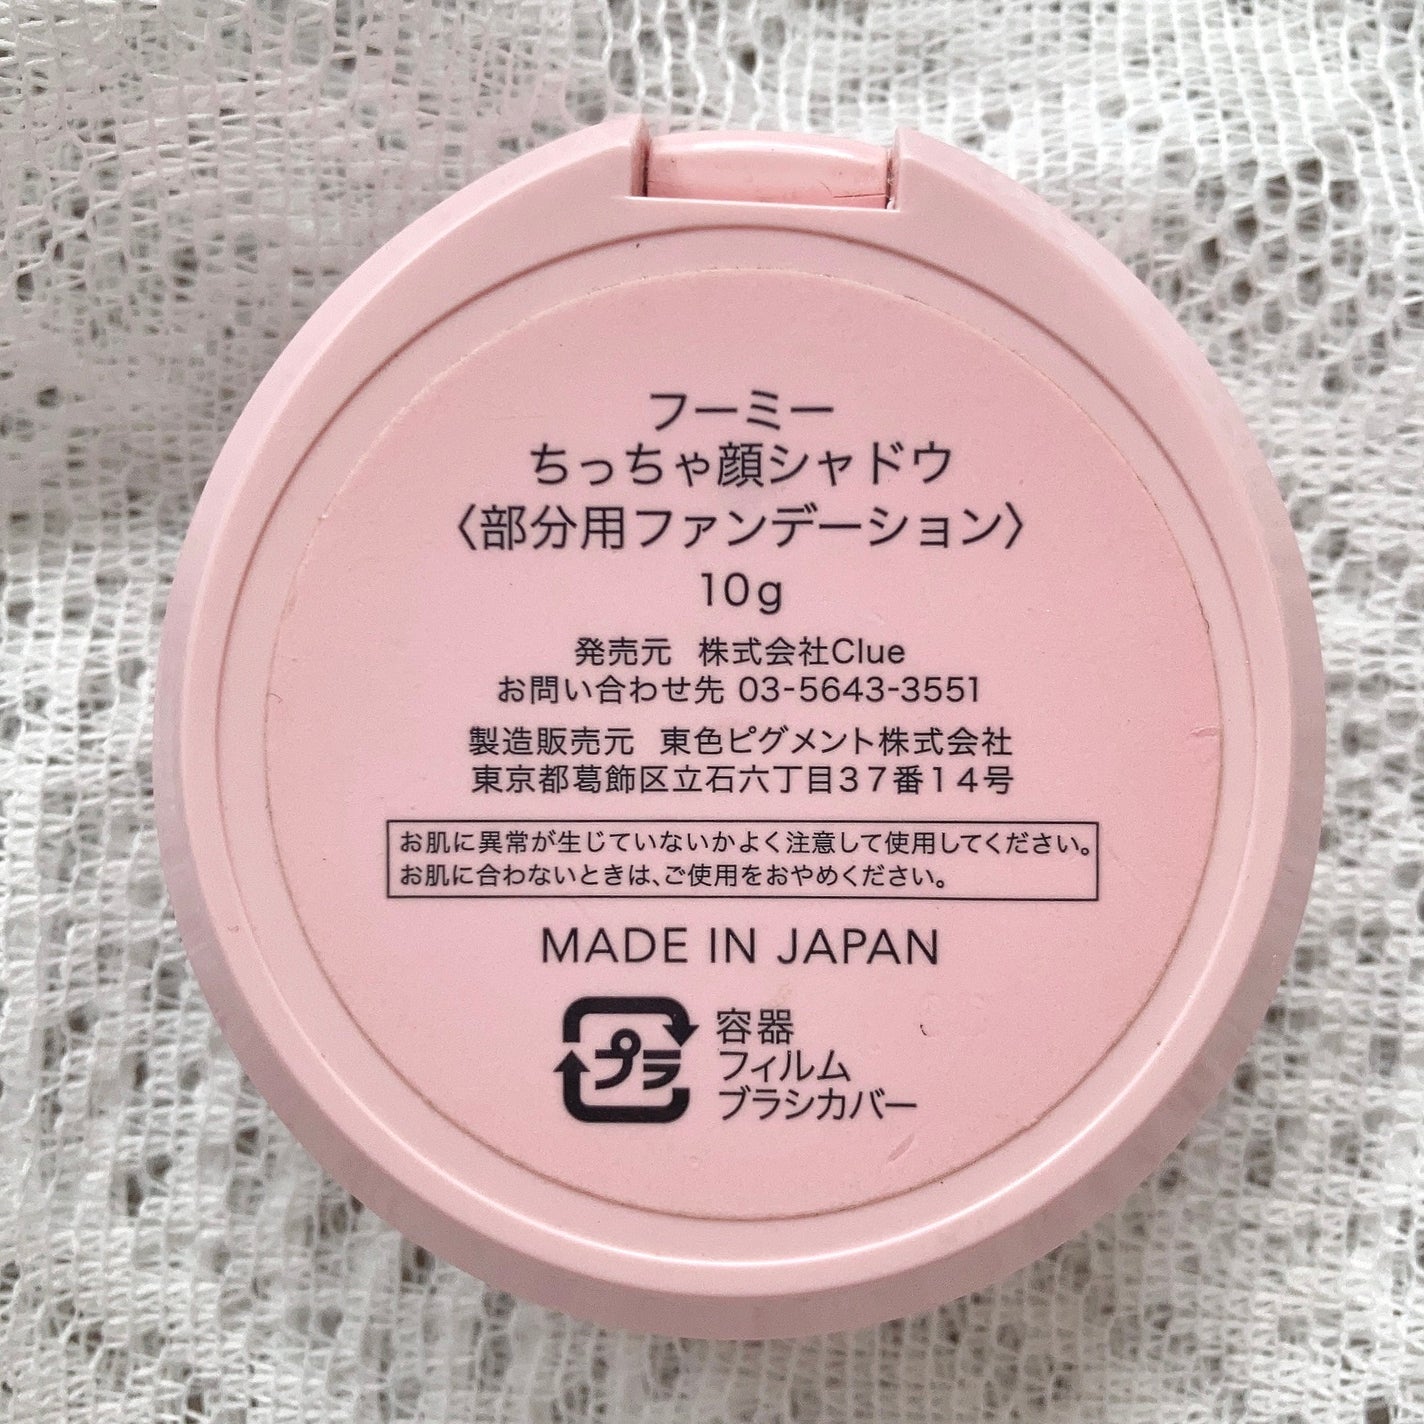 フーミー
ちっちゃ顔シャドウ
〈部分用ファンデーション〉
10g
発売元 株式会社Clue
お問い合わせ先 03-5643-3551
製造販売元 東色ピグメント株式会社
東京都葛飾区立石六丁目37番14号
お肌に異常が生じていないかよく注意して使用してください。
お肌に合わないときは、ご使用をおやめください。
MADE IN JAPAN
プラ 容器
フィルム
ブラシカバー